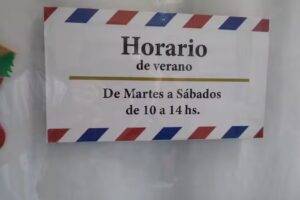 Horario
de verano
De Martes a Sábados
de 10 a 14 hs.